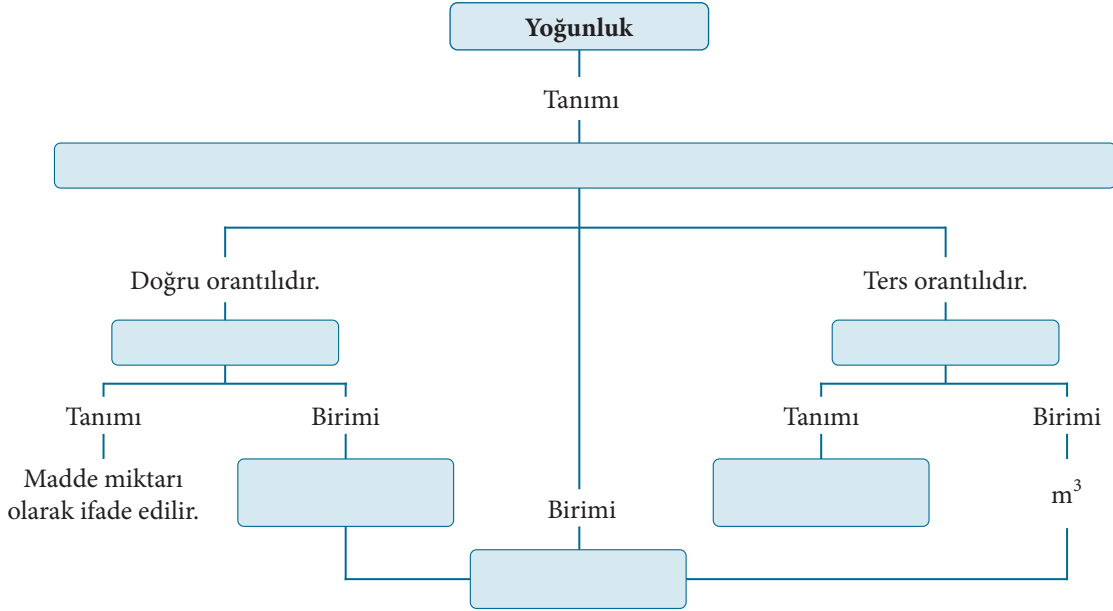 Yoğunluk
Tanımı
Doğru orantılıdır.
Ters orantılıdır.
Tanımı
Birimi
Tanımı
Birimi
Madde miktarı
olarak ifade edilir.
Birimi
m³